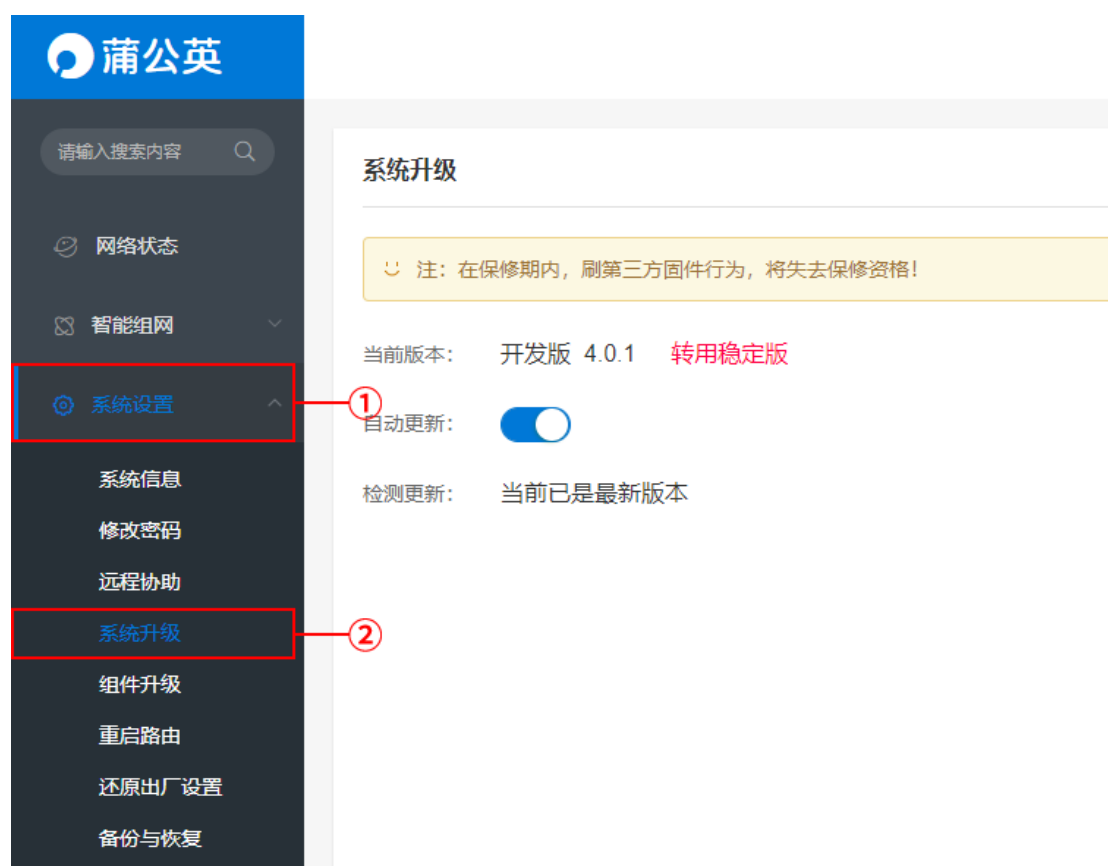 蒲公英
请输入搜索内容
网络状态
智能组网
系统设置
系统信息
修改密码
远程协助
系统升级
组件升级
重启路由
还原出厂设置
备份与恢复
系统升级
注：在保修期内，刷第三方固件行为，将失去保修资格！
当前版本： 开发版 4.0.1 转用稳定版
①
自动更新：
检测更新： 当前已是最新版本
②